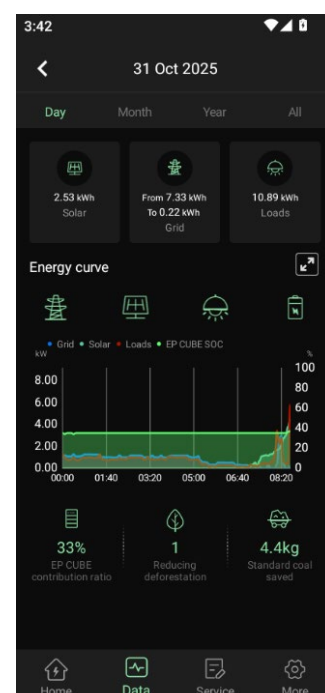 3:42
31 Oct 2025
Day Month Year All
2.53 kWh
Solar
From 7.33 kWh
To 0.22 kWh
Grid
10.89 kWh
Loads
Energy curve
Grid Solar Loads EP CUBE SOC
kW %
100
8.00 80
6.00 60
4.00 40
2.00 20
0.00 0
00:00 01:40 03:20 05:00 06:40 08:20
33%
EP CUBE
contribution ratio
1
Reducing
deforestation
4.4kg
Standard coal
saved
Home Data Service More